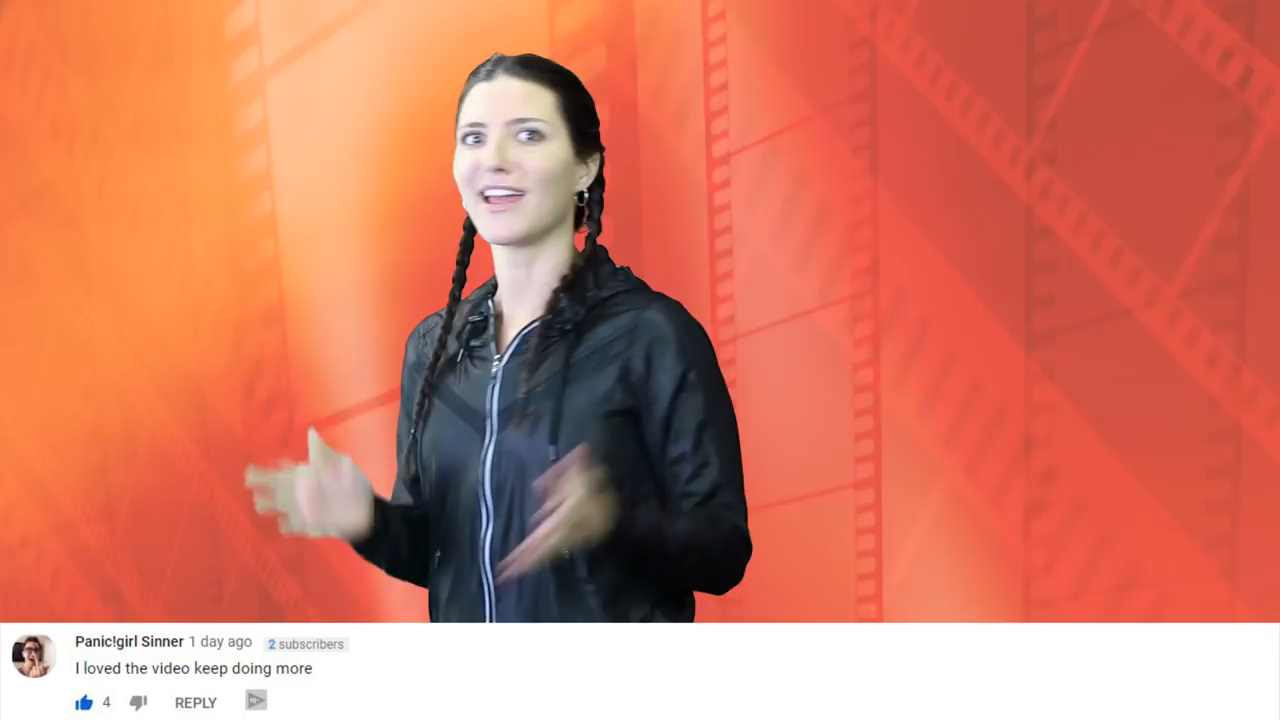 Panic!girl Sinner 1 day ago 2 subscribers
I loved the video keep doing more
4 REPLY